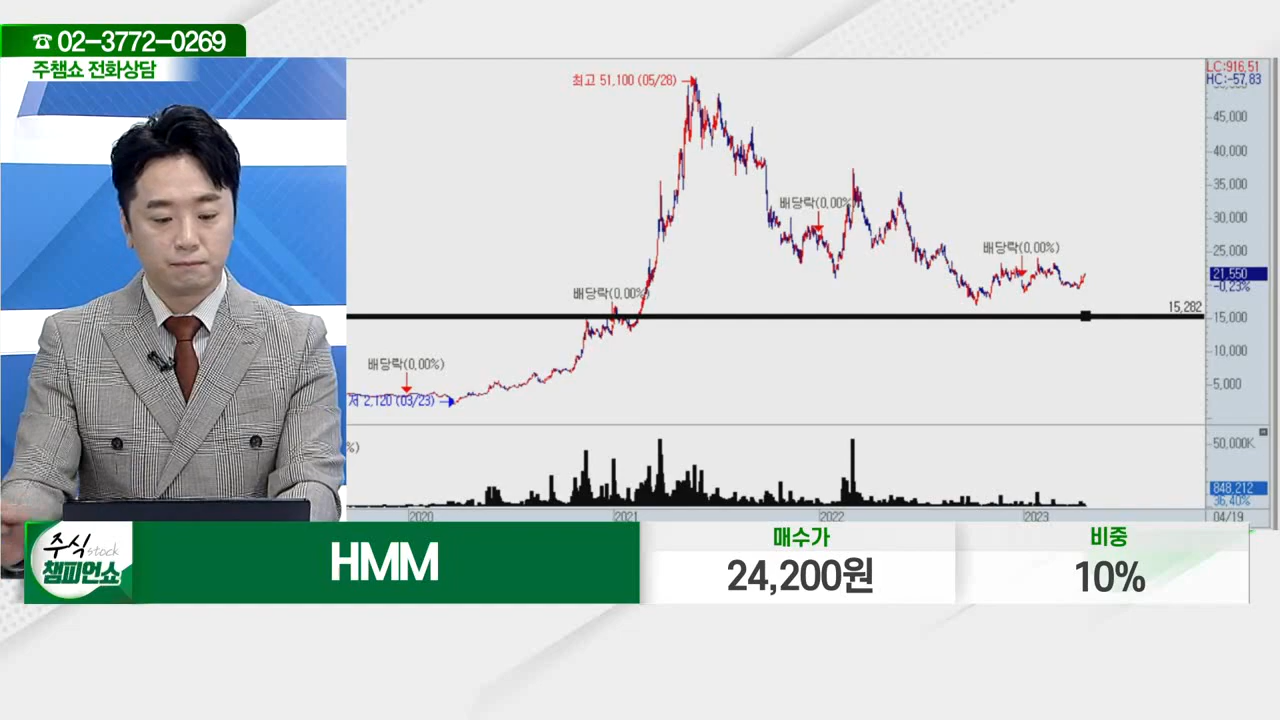 ☎ 02-3772-0269
주챔쇼 전화상담
최고 51,100 (05/28)
LC:916,51
HC:-57,83
45,000
40,000
35,000
배당락(0,00%)
30,000
배당락(0,00%)
25,000
21,550
-0,23%
배당락(0,00%)
15,282
15,000
10,000
배당락(0,00%)
5,000
저 2,120 (03/23)
%)
50,000K
848,212
36,40%
2020
2021
2022
2023
04/19
주식 stock
챔피언쇼
HMM
매수가
24,200원
비중
10%